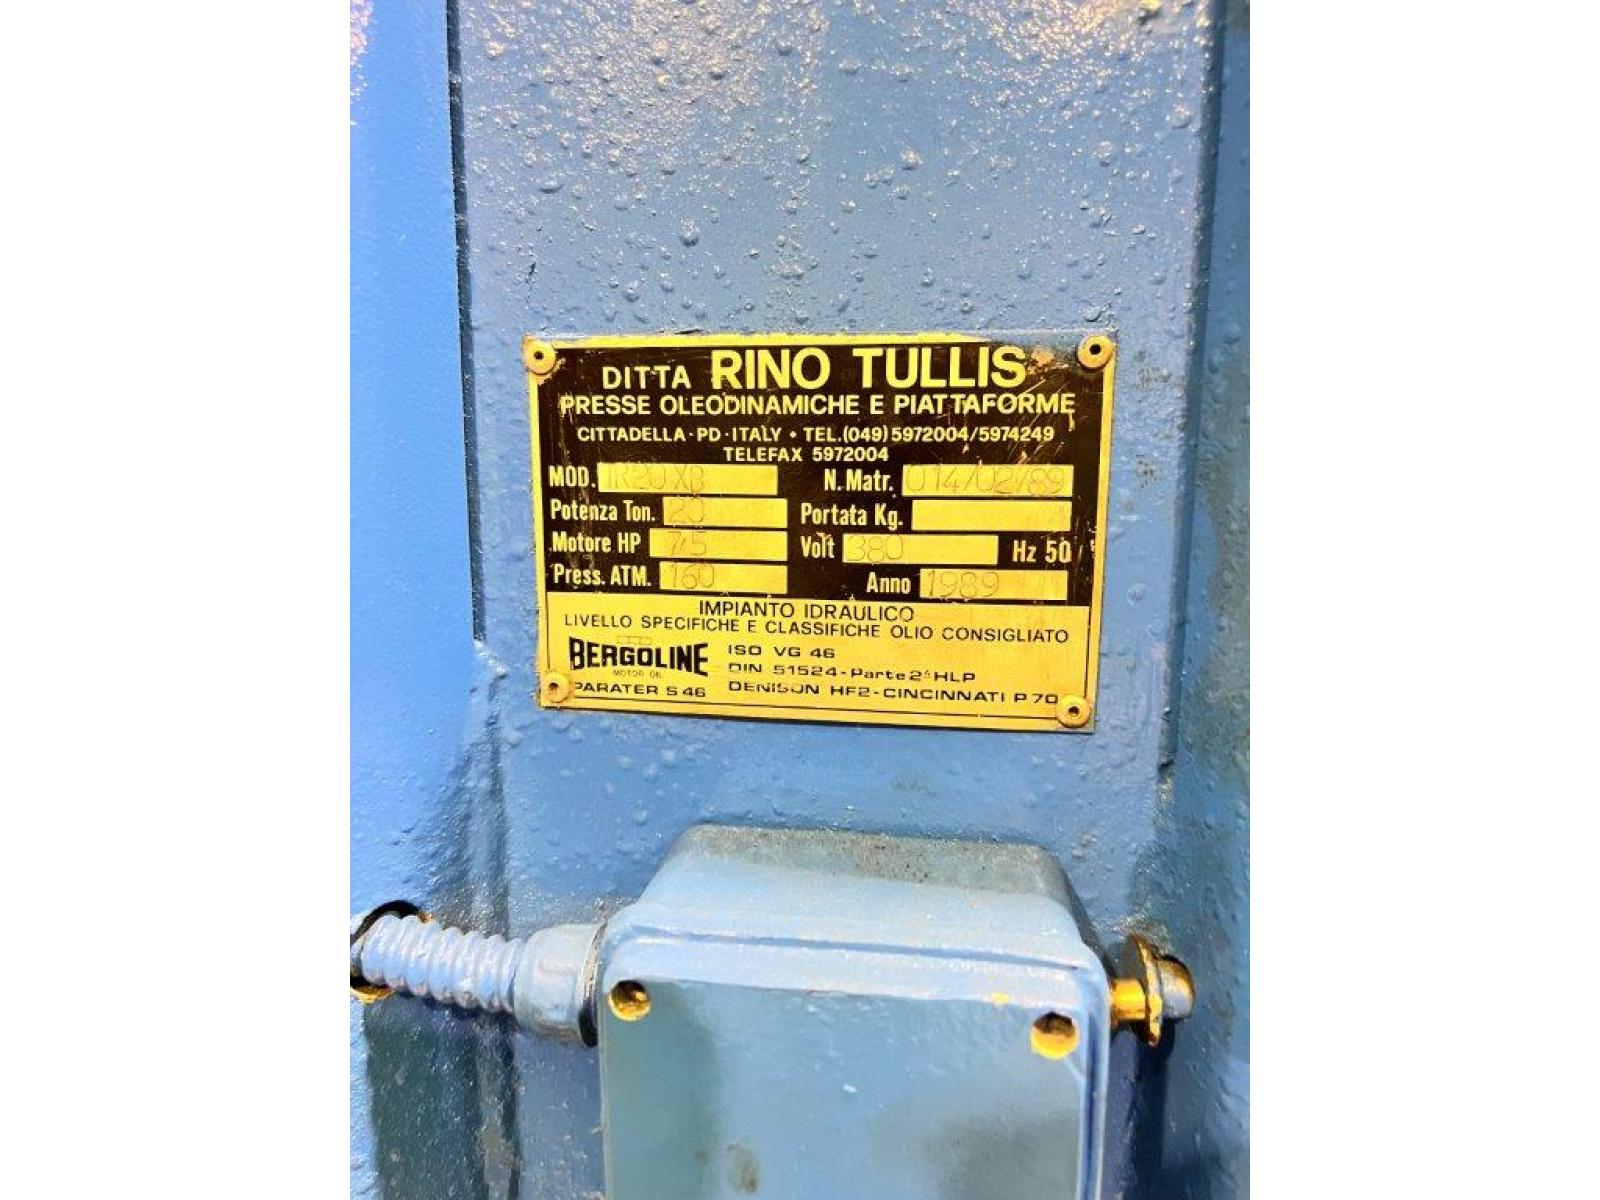 DITTA RINO TULLIS
PRESSE OLEODINAMICHE E PIATTAFORME
CITTADELLA-PD-ITALY • TEL.(049) 5972004/5974249
TELEFAX 5972004
MOD. N. Matr. 014/02/89
Potenza Ton. 20 Portata Kg.
Motore HP 7,5 Volt 380 Hz 50
Press. ATM. 160 Anno 1989
IMPIANTO IDRAULICO
LIVELLO SPECIFICHE E CLASSIFICHE OLIO CONSIGLIATO
BERGOLINE ISO VG 46
MOTOR OIL DIN 51524-Parte 2ª HLP
PARATER S 46 DENISON HF2-CINCINNATI P 70